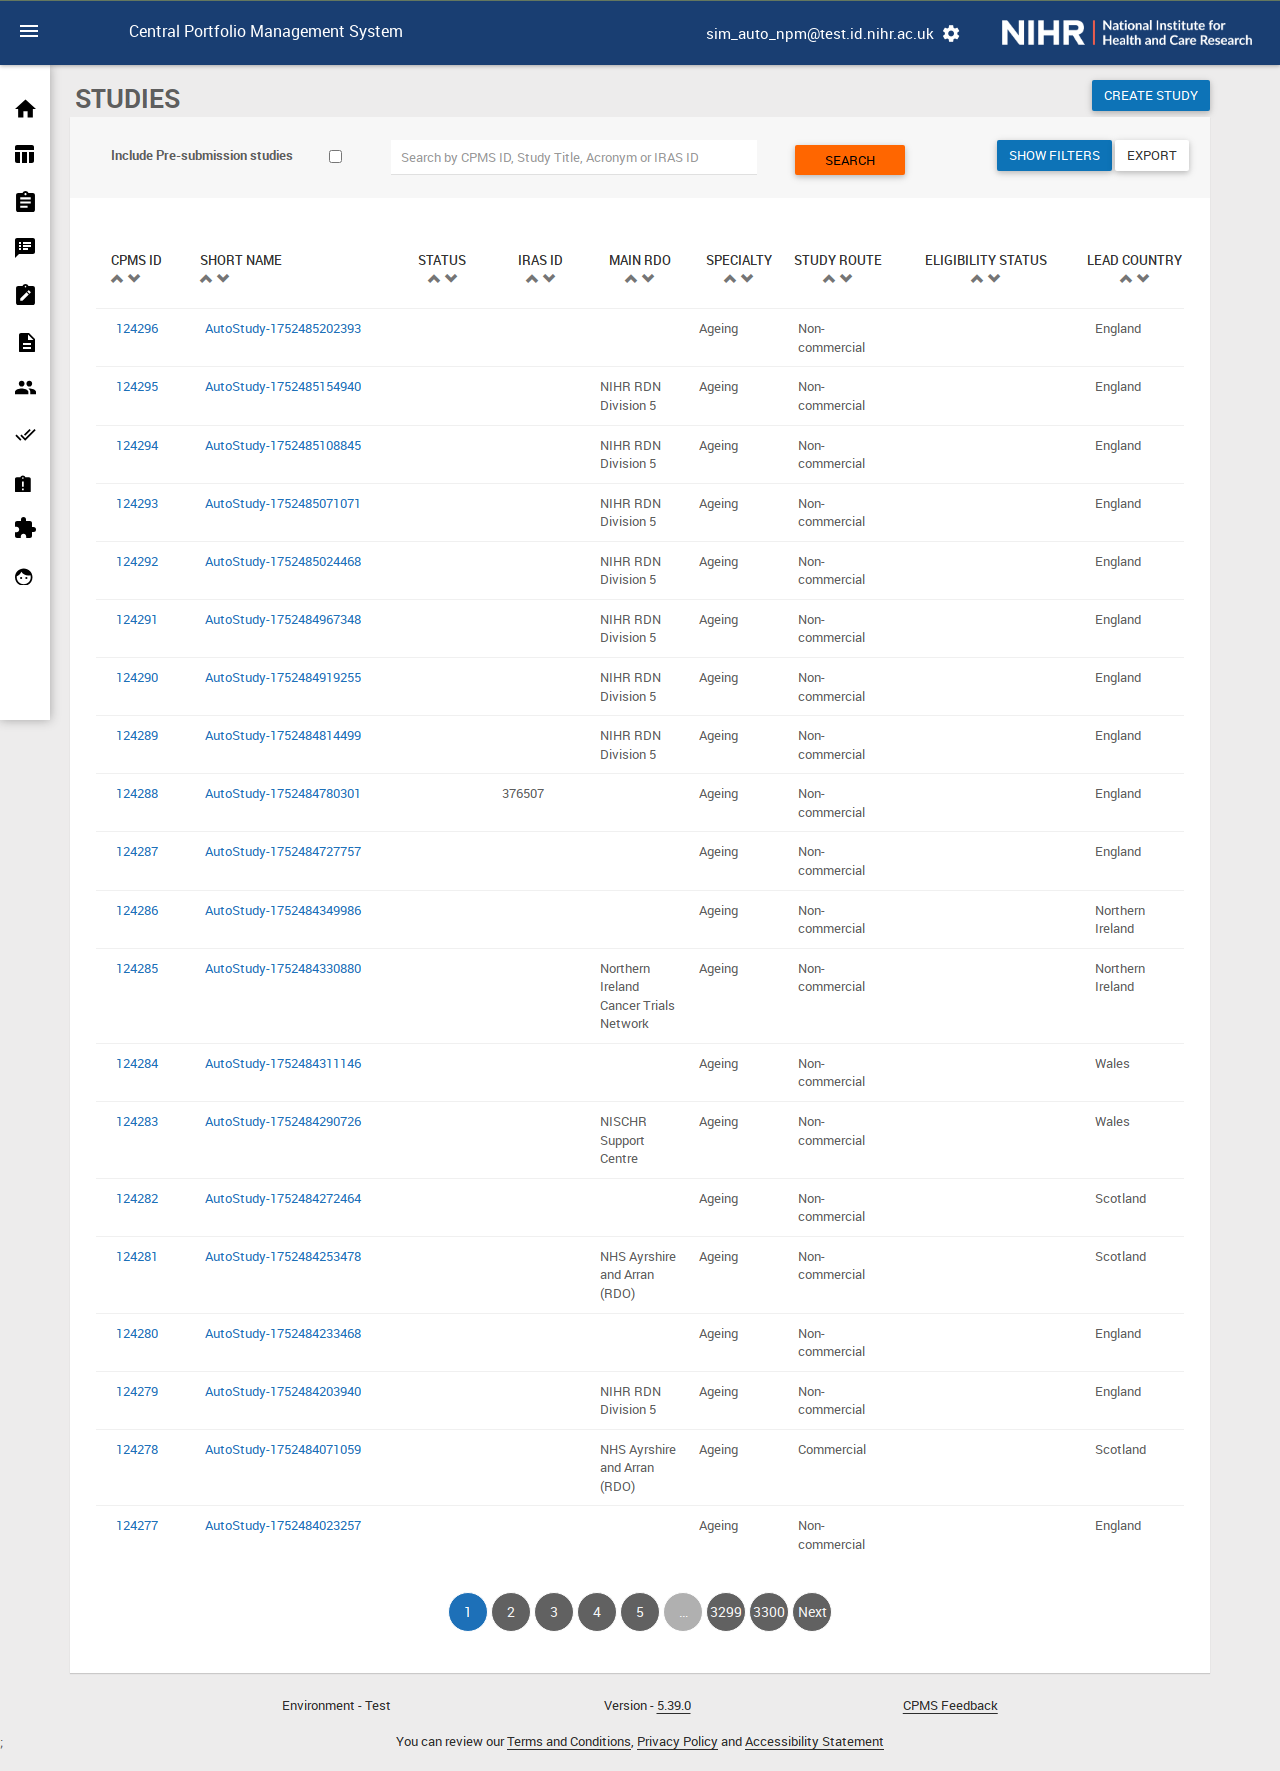 Central Portfolio Management System
sim_auto_npm@test.id.nihr.ac.uk
NIHR | National Institute for
Health and Care Research
STUDIES
CREATE STUDY
Include Pre-submission studies
Search by CPMS ID, Study Title, Acronym or IRAS ID
SEARCH
SHOW FILTERS
EXPORT
CPMS ID SHORT NAME STATUS IRAS ID MAIN RDO SPECIALTY STUDY ROUTE ELIGIBILITY STATUS LEAD COUNTRY
124296 AutoStudy-1752485202393 Ageing Non- England
commercial
124295 AutoStudy-1752485154940 NIHR RDN Ageing Non- England
Division 5 commercial
124294 AutoStudy-1752485108845 NIHR RDN Ageing Non- England
Division 5 commercial
124293 AutoStudy-1752485071071 NIHR RDN Ageing Non- England
Division 5 commercial
124292 AutoStudy-1752485024468 NIHR RDN Ageing Non- England
Division 5 commercial
124291 AutoStudy-1752484967348 NIHR RDN Ageing Non- England
Division 5 commercial
124290 AutoStudy-1752484919255 NIHR RDN Ageing Non- England
Division 5 commercial
124289 AutoStudy-1752484814499 NIHR RDN Ageing Non- England
Division 5 commercial
124288 AutoStudy-1752484780301 376507 Ageing Non- England
commercial
124287 AutoStudy-1752484727757 Ageing Non- England
commercial
124286 AutoStudy-1752484349986 Ageing Non- Northern
commercial Ireland
124285 AutoStudy-1752484330880 Northern Ageing Non- Northern
Ireland commercial Ireland
Cancer Trials
Network
124284 AutoStudy-1752484311146 Ageing Non- Wales
commercial
124283 AutoStudy-1752484290726 NISCHR Ageing Non- Wales
Support commercial
Centre
124282 AutoStudy-1752484272464 Ageing Non- Scotland
commercial
124281 AutoStudy-1752484253478 NHS Ayrshire Ageing Non- Scotland
and Arran commercial
(RDO)
124280 AutoStudy-1752484233468 Ageing Non- England
commercial
124279 AutoStudy-1752484203940 NIHR RDN Ageing Non- England
Division 5 commercial
124278 AutoStudy-1752484071059 NHS Ayrshire Ageing Commercial Scotland
and Arran
(RDO)
124277 AutoStudy-1752484023257 Ageing Non- England
commercial
1 2 3 4 5 ... 3299 3300 Next
Environment - Test Version - 5.39.0 CPMS Feedback
; You can review our Terms and Conditions, Privacy Policy and Accessibility Statement